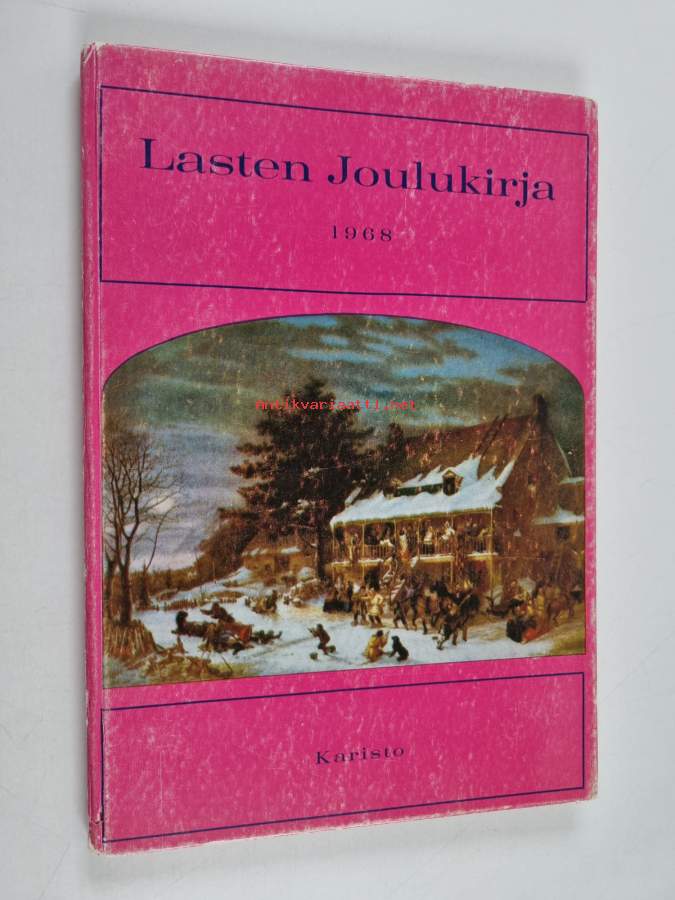 Lasten Joulukirja
1968
antikvariaatti.net
Karisto